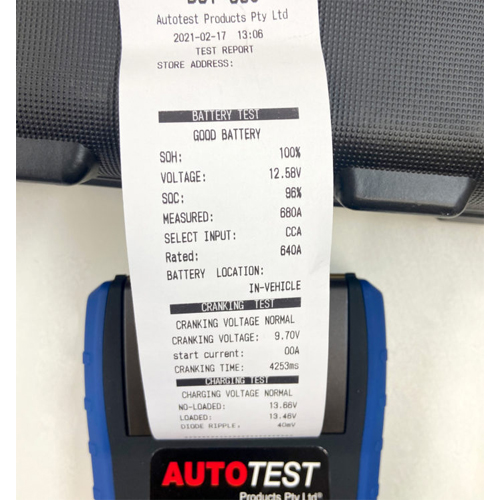 Autotest Products Pty Ltd
2021-02-17 13:06
TEST REPORT
STORE ADDRESS:
BATTERY TEST
GOOD BATTERY
SOH: 100%
VOLTAGE: 12.58V
SOC: 96%
MEASURED: 680A
SELECT INPUT: CCA
Rated: 640A
BATTERY LOCATION:
IN-VEHICLE
CRANKING TEST
CRANKING VOLTAGE NORMAL
CRANKING VOLTAGE: 9.70V
start current: 00A
CRANKING TIME: 4253ms
CHARGING TEST
CHARGING VOLTAGE NORMAL
NO-LOADED: 13.66V
LOADED: 13.46V
DIODE RIPPLE, 40mV
AUTOTEST
Products Pty Ltd®